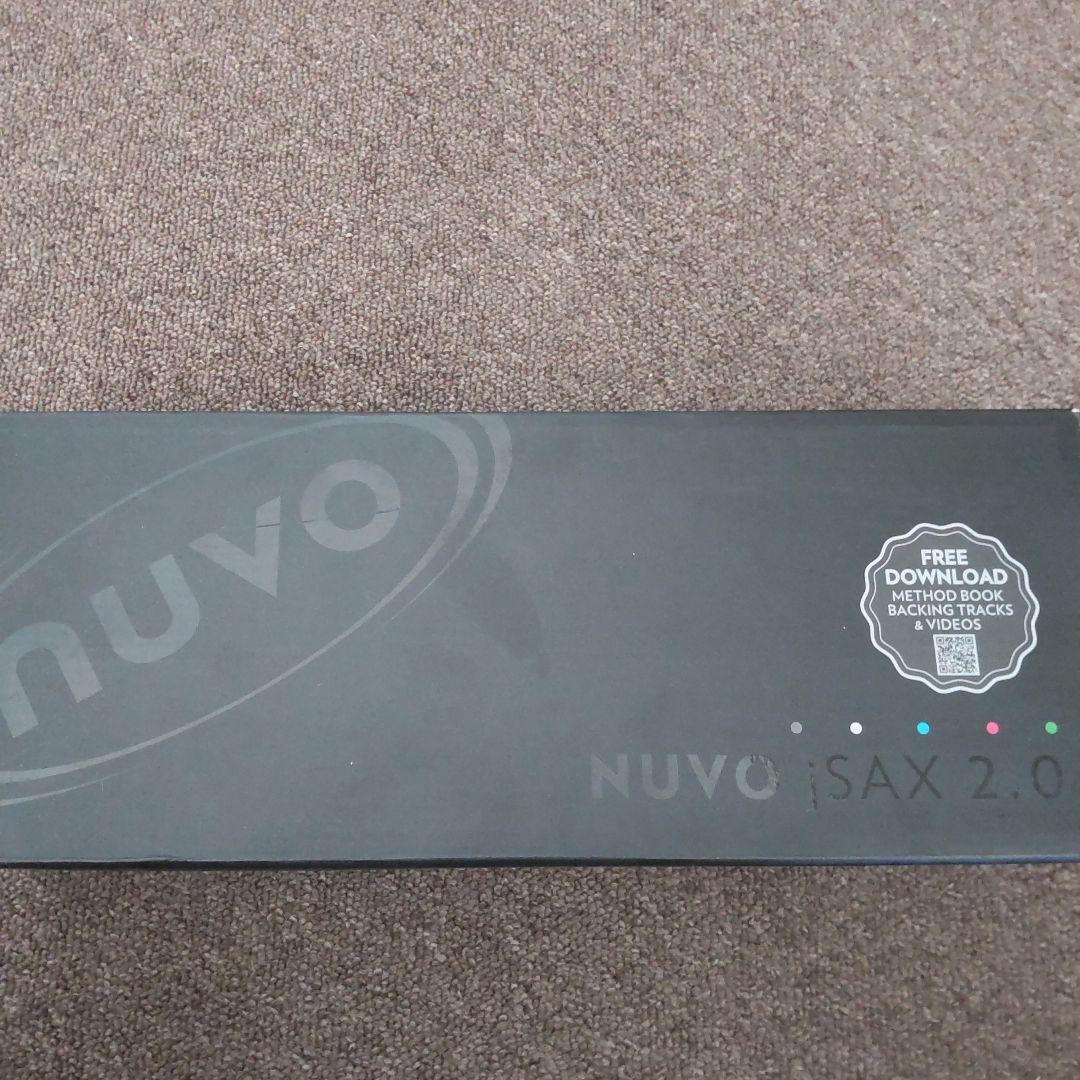 nuvo
FREE
DOWNLOAD
METHOD BOOK
BACKING TRACKS
& VIDEOS
NUVO jSAX 2.0